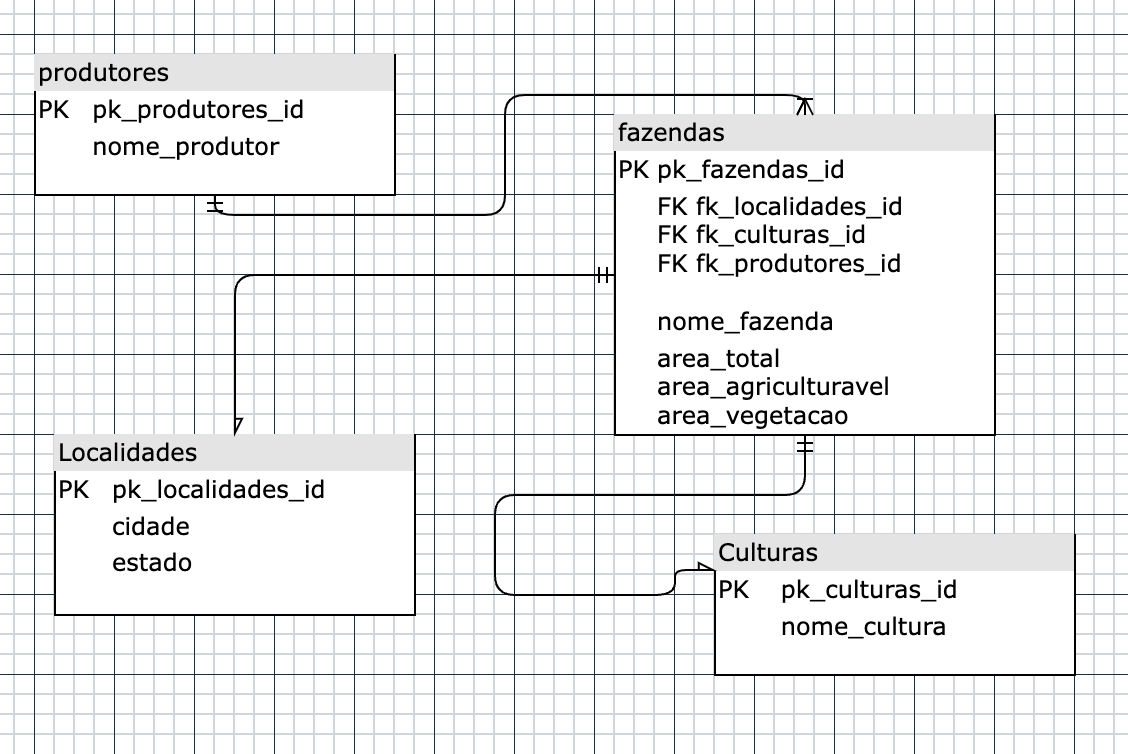 produtores
PK pk_produtores_id
nome_produtor
fazendas
PK pk_fazendas_id
FK fk_localidades_id
FK fk_culturas_id
FK fk_produtores_id
nome_fazenda
area_total
area_agriculturavel
area_vegetacao
Localidades
PK pk_localidades_id
cidade
estado
Culturas
PK pk_culturas_id
nome_cultura